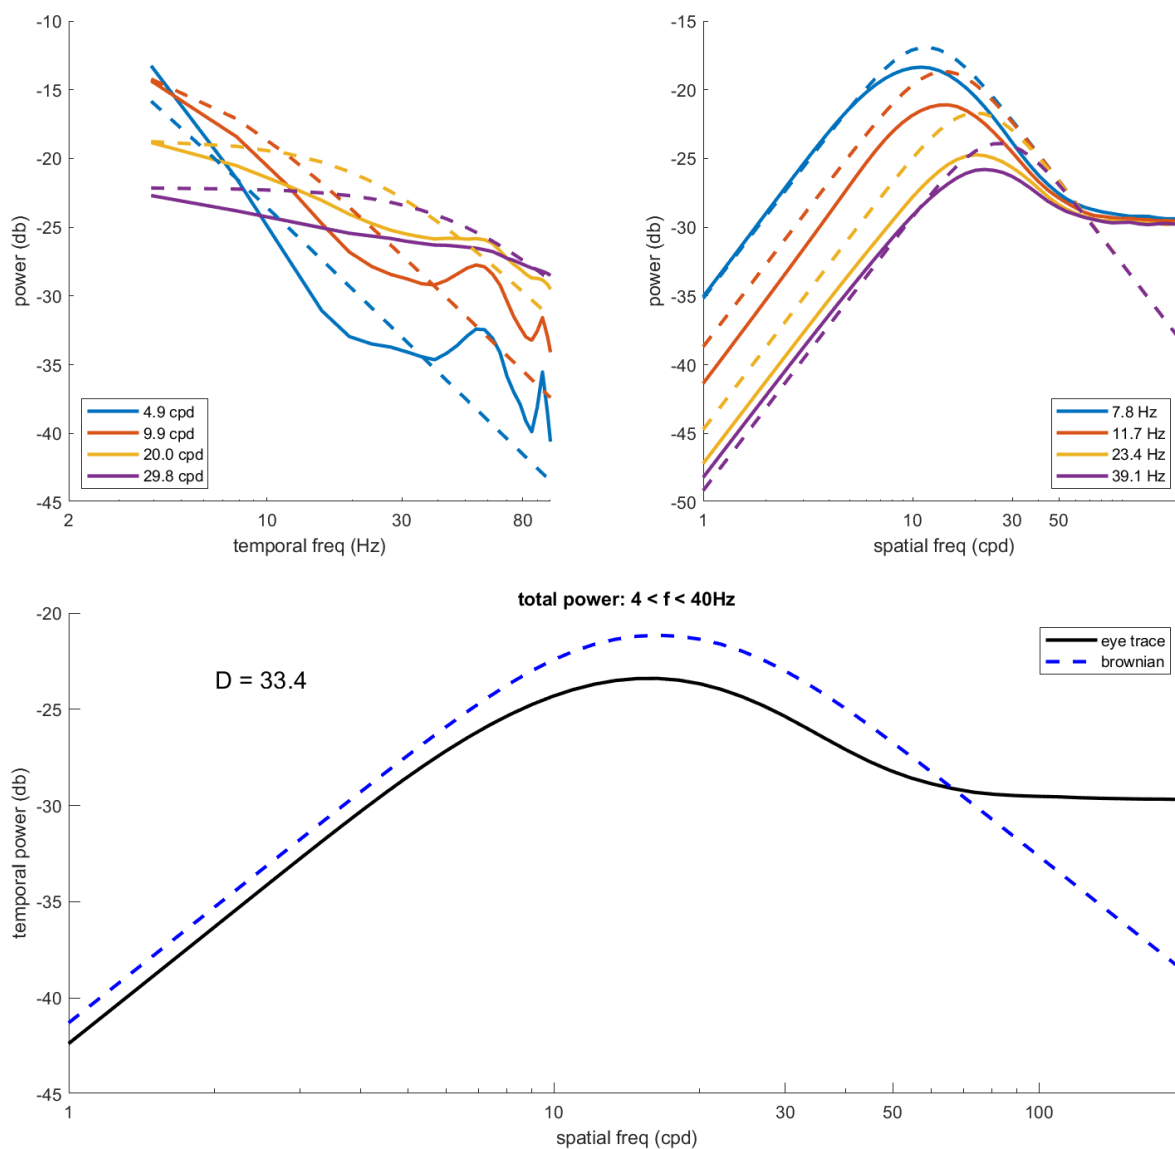 -10
-15
-20
-25
-30
-35
-40
-45
power (db)
2
10
30
80
temporal freq (Hz)
4.9 cpd
9.9 cpd
20.0 cpd
29.8 cpd
-15
-20
-25
-30
-35
-40
-45
-50
power (db)
1
10
30
50
spatial freq (cpd)
7.8 Hz
11.7 Hz
23.4 Hz
39.1 Hz
total power: 4 < f < 40Hz
-20
-25
-30
-35
-40
-45
temporal power (db)
D = 33.4
eye trace
brownian
1
10
30
50
100
spatial freq (cpd)